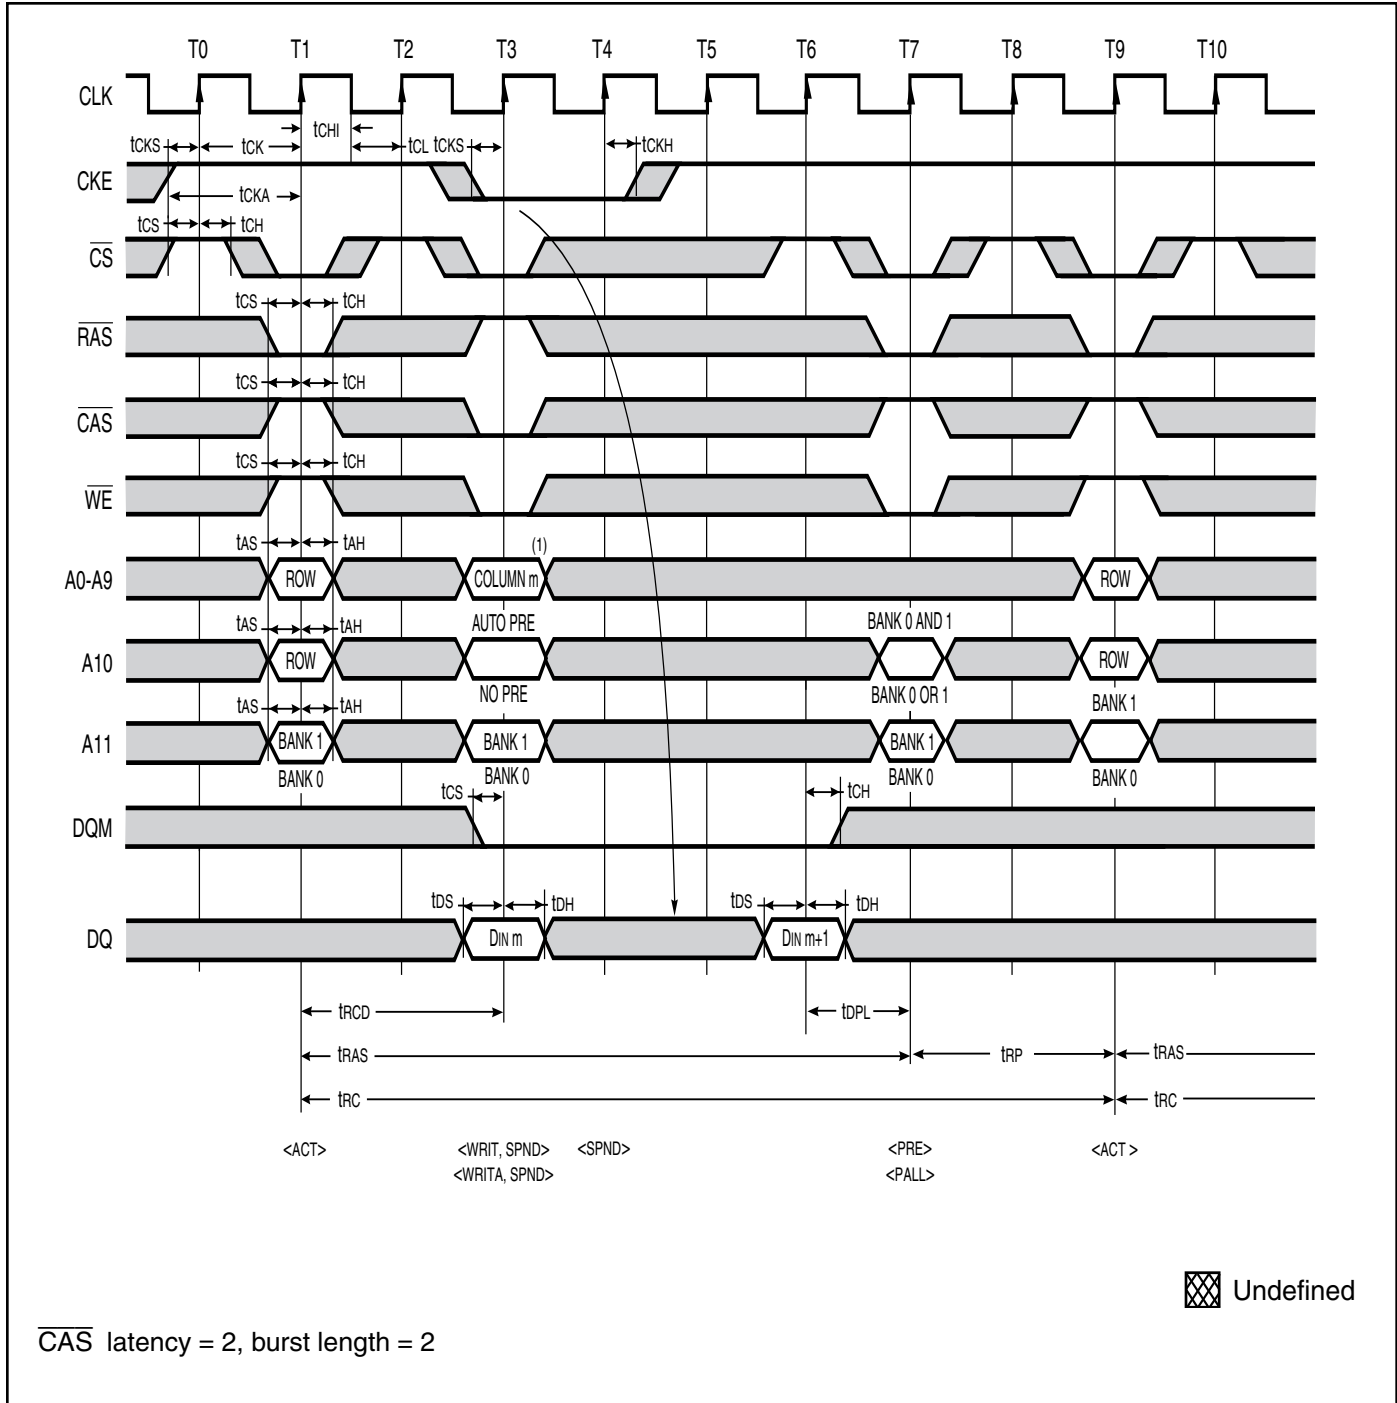 T0 T1 T2 T3 T4 T5 T6 T7 T8 T9 T10
CLK
tCHI
tCKS tCK tCL tCKS tCKH
CKE
tCKA
tCS tCH
CS
tCS tCH
RAS
tCS tCH
CAS
tCS tCH
WE
tAS tAH (1)
A0-A9 ROW COLUMN m ROW
tAS tAH AUTO PRE BANK 0 AND 1
A10 ROW ROW
tAS tAH NO PRE BANK 0 OR 1 BANK 1
A11 BANK 1 BANK 1 BANK 1
BANK 0 BANK 0 BANK 0 BANK 0
tCS tCH
DQM
tDS tDH tDS tDH
DQ DIN m DIN m+1
tRCD tDPL
tRAS tRP tRAS
tRC tRC
<ACT> <WRIT, SPND> <SPND> <PRE> <ACT >
<WRITA, SPND> <PALL>
Undefined
CAS latency = 2, burst length = 2